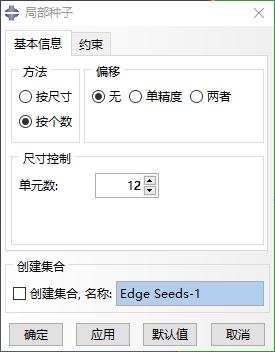 局部种子
基本信息 约束
方法 偏移
按尺寸 无 单精度 两者
按个数
尺寸控制
单元数: 12
创建集合
创建集合, 名称: Edge Seeds-1
确定 应用 默认值 取消